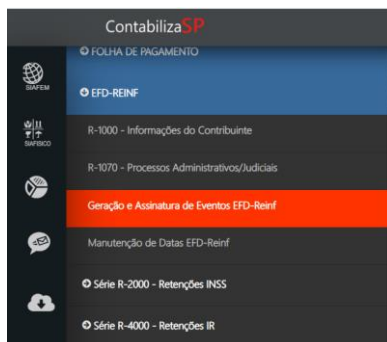 ContabilizaSP
FOLHA DE PAGAMENTO
SIAFEM
EFD-REINF
R-1000 - Informações do Contribuinte
SIAFISICO
R-1070 - Processos Administrativos/Judiciais
Geração e Assinatura de Eventos EFD-Reinf
Manutenção de Datas EFD-Reinf
Série R-2000 - Retenções INSS
Série R-4000 - Retenções IR